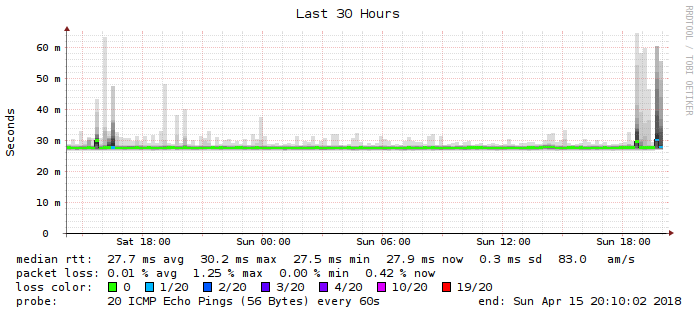 Last 30 Hours
RRDTOOL / TOBI OETIKER
Seconds
60 m
50 m
40 m
30 m
20 m
10 m
0
Sat 18:00 Sun 00:00 Sun 06:00 Sun 12:00 Sun 18:00
median rtt: 27.7 ms avg 30.2 ms max 27.5 ms min 27.9 ms now 0.3 ms sd 83.0 am/s
packet loss: 0.01 % avg 1.25 % max 0.00 % min 0.42 % now
loss color: 0 1/20 2/20 3/20 4/20 10/20 19/20
probe: 20 ICMP Echo Pings (56 Bytes) every 60s end: Sun Apr 15 20:10:02 2018